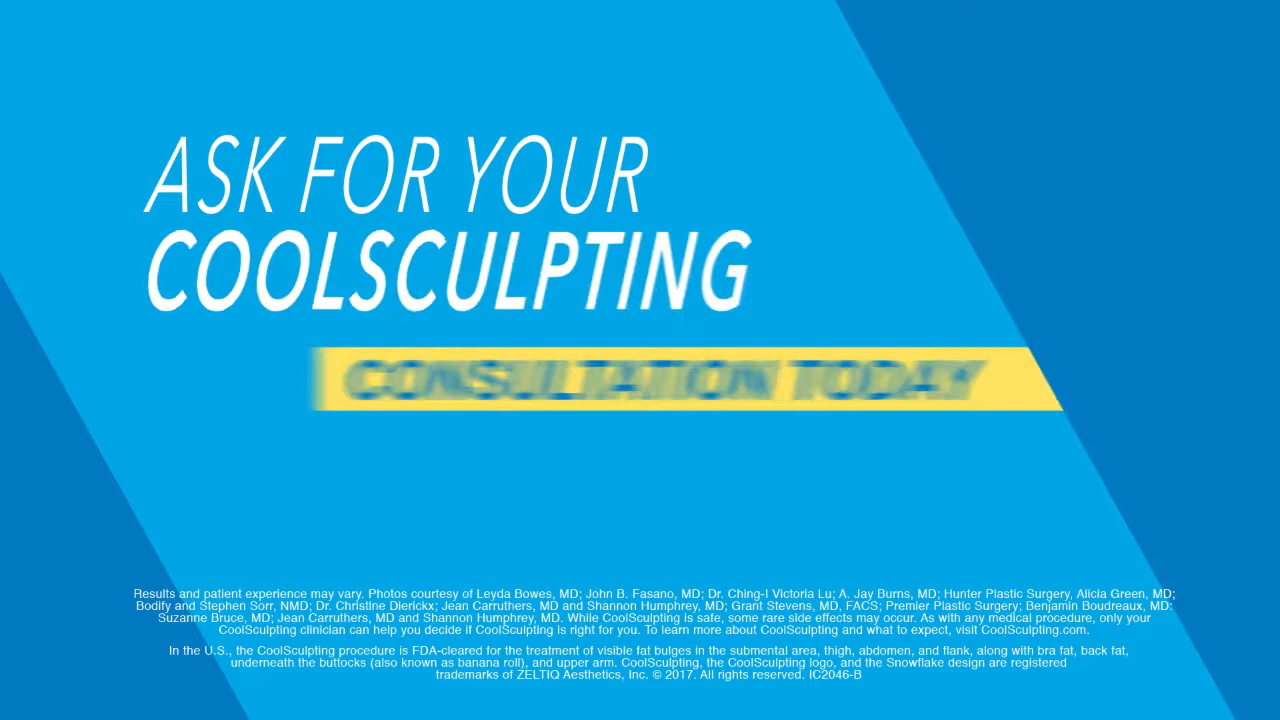 ASK FOR YOUR
COOLSCULPTING
CONSULTATION TODAY
Results and patient experience may vary. Photos courtesy of Leyda Bowes, MD; John B. Fasano, MD; Dr. Ching-I Victoria Lu; A. Jay Burns, MD; Hunter Plastic Surgery, Alicia Green, MD;
Bodify and Stephen Sorr, NMD; Dr. Christine Dierickx; Jean Carruthers, MD and Shannon Humphrey, MD; Grant Stevens, MD, FACS; Premier Plastic Surgery; Benjamin Boudreaux, MD:
Suzanne Bruce, MD; Jean Carruthers, MD and Shannon Humphrey, MD. While CoolSculpting is safe, some rare side effects may occur. As with any medical procedure, only your
CoolSculpting clinician can help you decide if CoolSculpting is right for you. To learn more about CoolSculpting and what to expect, visit CoolSculpting.com.
In the U.S., the CoolSculpting procedure is FDA-cleared for the treatment of visible fat bulges in the submental area, thigh, abdomen, and flank, along with bra fat, back fat,
underneath the buttocks (also known as banana roll), and upper arm. CoolSculpting, the CoolSculpting logo, and the Snowflake design are registered
trademarks of ZELTIQ Aesthetics, Inc. © 2017. All rights reserved. IC2046-B